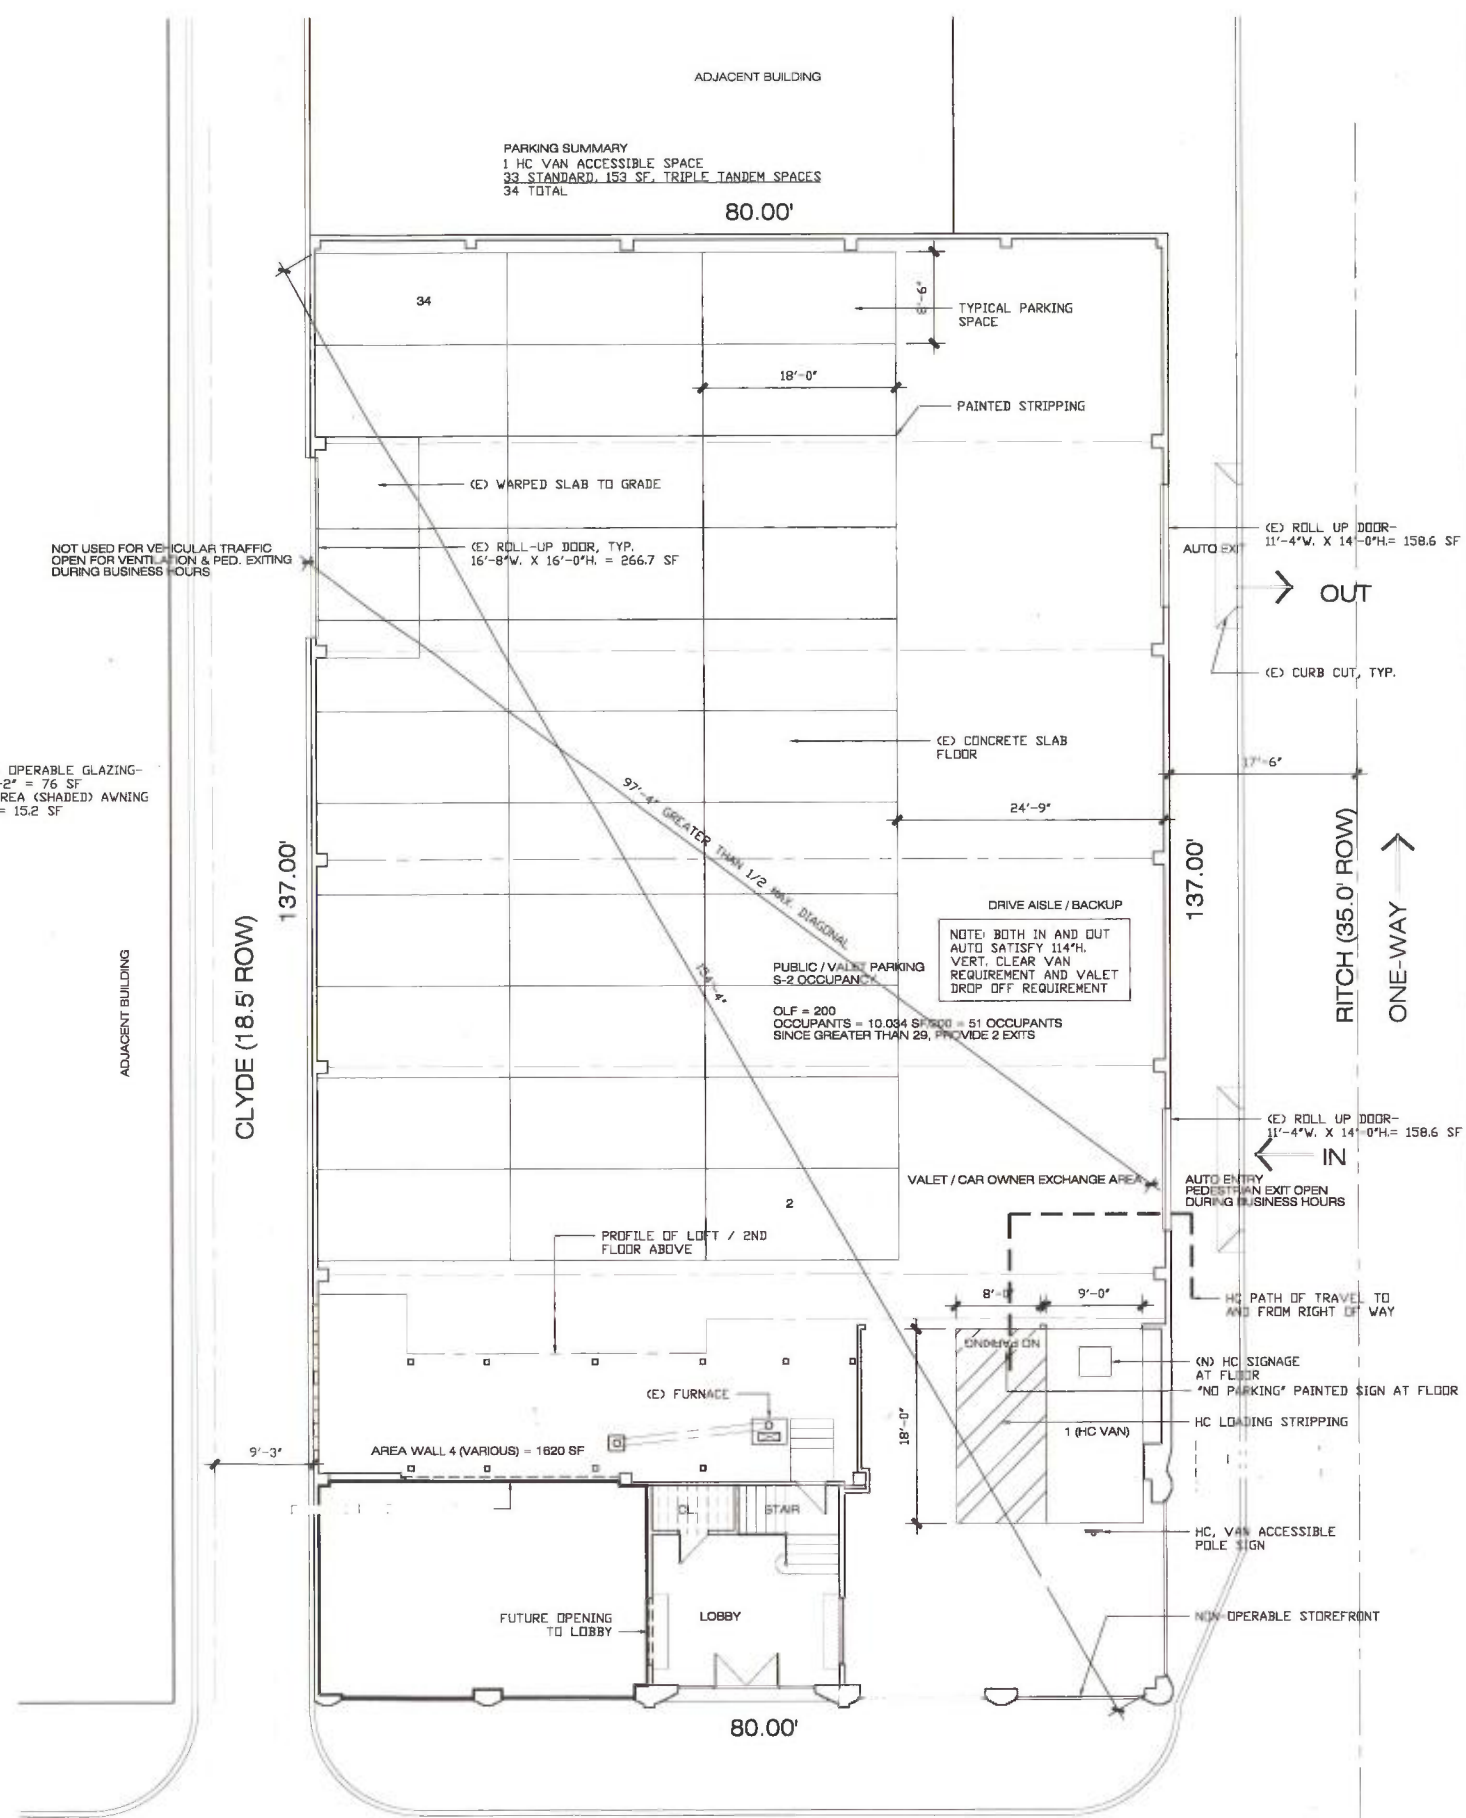 ADJACENT BUILDING
PARKING SUMMARY
1 HC VAN ACCESSIBLE SPACE
33 STANDARD, 153 SF, TRIPLE TANDEM SPACES
34 TOTAL
80.00'
34
8'-6"
TYPICAL PARKING
SPACE
18'-0"
PAINTED STRIPPING
(E) WARPED SLAB TO GRADE
NOT USED FOR VEHICULAR TRAFFIC
OPEN FOR VENTILATION & PED. EXITING
DURING BUSINESS HOURS
(E) ROLL-UP DOOR, TYP.
16'-8"W. X 16'-0"H. = 266.7 SF
AUTO EXIT
(E) ROLL UP DOOR-
11'-4"W. X 14'-0"H.= 158.6 SF
OUT
(E) CURB CUT, TYP.
(E) CONCRETE SLAB
FLOOR
17'-6"
OPERABLE GLAZING-
-2" = 76 SF
REA (SHADED) AWNING
= 15.2 SF
97'-4" GREATER THAN 1/2 MAX. DIAGONAL
24'-9"
137.00'
137.00'
CLYDE (18.5' ROW)
RITCH (35.0' ROW)
ONE-WAY
ADJACENT BUILDING
DRIVE AISLE / BACKUP
NOTE: BOTH IN AND OUT
AUTO SATISFY 114"H.
VERT. CLEAR VAN
REQUIREMENT AND VALET
DROP OFF REQUIREMENT
PUBLIC / VALET PARKING
S-2 OCCUPANCY
OLF = 200
OCCUPANTS = 10.034 SF/200 = 51 OCCUPANTS
SINCE GREATER THAN 29, PROVIDE 2 EXITS
(E) ROLL UP DOOR-
11'-4"W. X 14'-0"H.= 158.6 SF
IN
VALET / CAR OWNER EXCHANGE AREA
AUTO ENTRY
PEDESTRIAN EXIT OPEN
DURING BUSINESS HOURS
2
PROFILE OF LOFT / 2ND
FLOOR ABOVE
8'-0"
9'-0"
HC PATH OF TRAVEL TO
AND FROM RIGHT OF WAY
NO PARKING
(N) HC SIGNAGE
AT FLOOR
"NO PARKING" PAINTED SIGN AT FLOOR
(E) FURNACE
18'-0"
HC LOADING STRIPPING
1 (HC VAN)
9'-3"
AREA WALL 4 (VARIOUS) = 1620 SF
CL.
STAIR
HC, VAN ACCESSIBLE
POLE SIGN
FUTURE OPENING
TO LOBBY
LOBBY
NON-OPERABLE STOREFRONT
80.00'